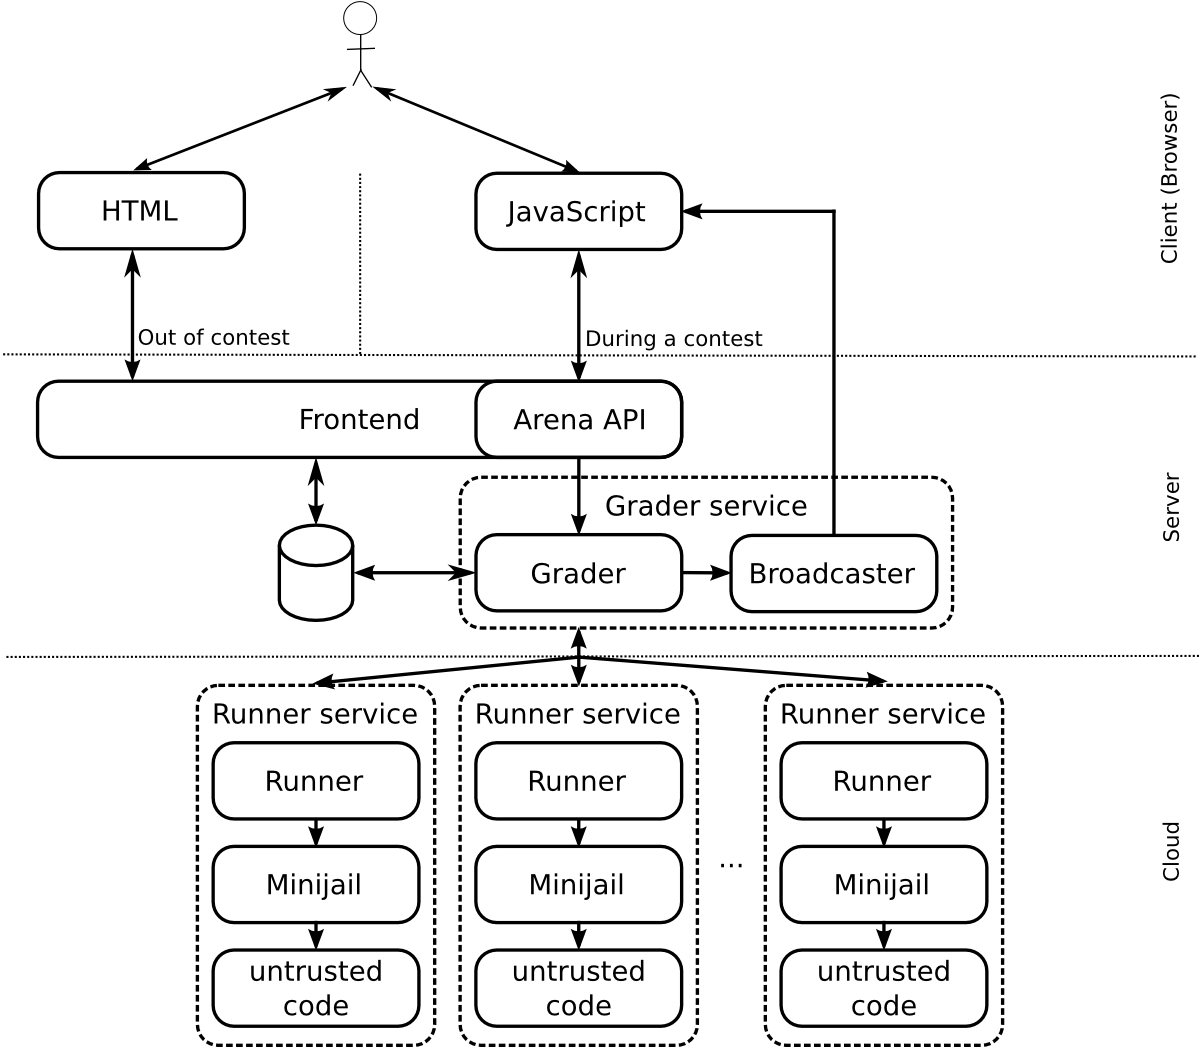 Client (Browser)
HTML
JavaScript
Out of contest
During a contest
Server
Frontend
Arena API
Grader service
Grader
Broadcaster
Cloud
Runner service
Runner service
Runner service
Runner
Runner
Runner
Minijail
Minijail
...
Minijail
untrusted
code
untrusted
code
untrusted
code